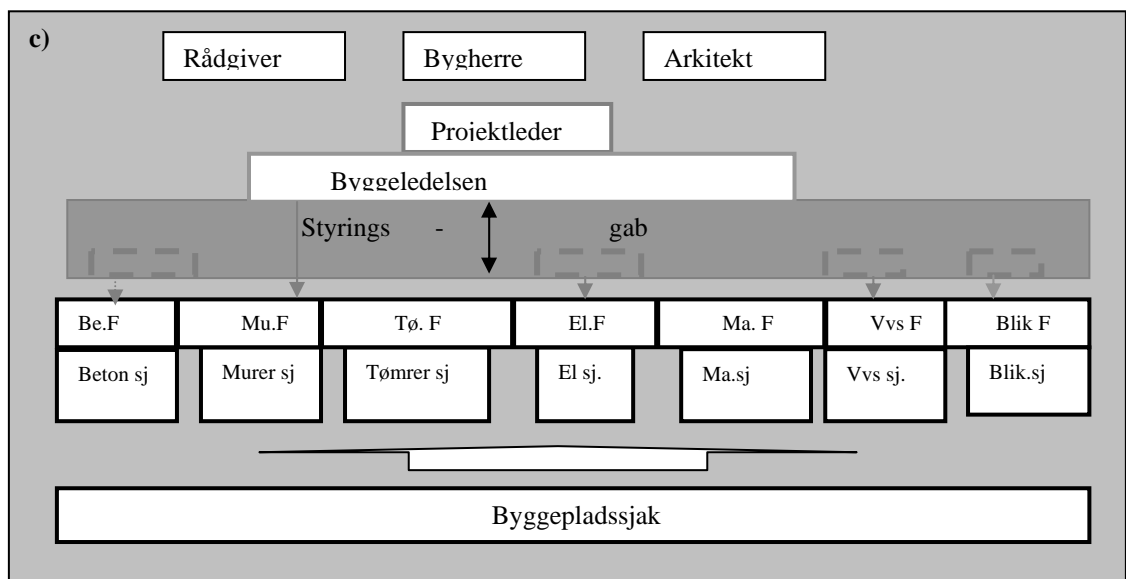 c)
Rådgiver Bygherre Arkitekt
Projektleder
Byggeledelsen
Styrings - gab
Be.F Mu.F Tø. F El.F Ma. F Vvs F Blik F
Beton sj Murer sj Tømrer sj El sj. Ma.sj Vvs sj. Blik.sj
Byggepladssjak